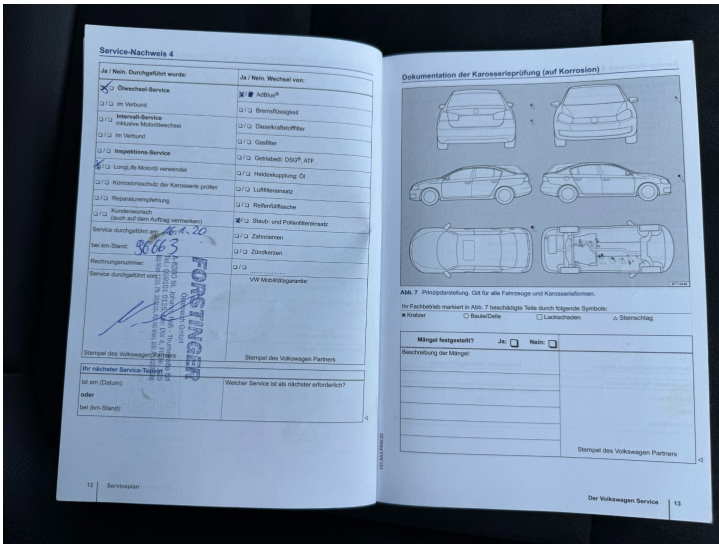 Service-Nachweis 4
Ja / Nein. Durchgeführt wurde:
Ölwechsel-Service
im Verbund
Intervall-Service
inklusive Motorölwechsel
im Verbund
Inspektions-Service
LongLife Motoröl verwendet
Korrosionsschutz der Karosserie prüfen
Reparaturempfehlung
Kundenwunsch
(auch auf dem Auftrag vermerken)
Service durchgeführt am: 16.1.20
bei km-Stand: 96663
Rechnungsnummer:
Service durchgeführt von:
FORSTINGER
Österreich GmbH
Stempel des Volkswagen Partners
Ja / Nein. Wechsel von:
AdBlue®
Bremsflüssigkeit
Dieselkraftstofffilter
Gasfilter
Getriebeöl: DSG®, ATF
Haldexkupplung: Öl
Luftfiltereinsatz
Reifenfüllflasche
Staub- und Pollenfiltereinsatz
Zahnriemen
Zündkerzen
VW Mobilitätsgarantie:
Stempel des Volkswagen Partners
Ihr nächster Service-Termin
ist am (Datum):
oder
bei (km-Stand):
Welcher Service ist als nächster erforderlich?
12 Serviceplan
Dokumentation der Karosserieprüfung (auf Korrosion)
Abb. 7 Prinzipdarstellung. Gilt für alle Fahrzeuge und Karosserieformen.
Ihr Fachbetrieb markiert in Abb. 7 beschädigte Teile durch folgende Symbole:
× Kratzer ○ Beule/Delle □ Lackschaden △ Steinschlag
Mängel festgestellt? Ja: Nein:
Beschreibung der Mängel:
Stempel des Volkswagen Partners
Der Volkswagen Service 13